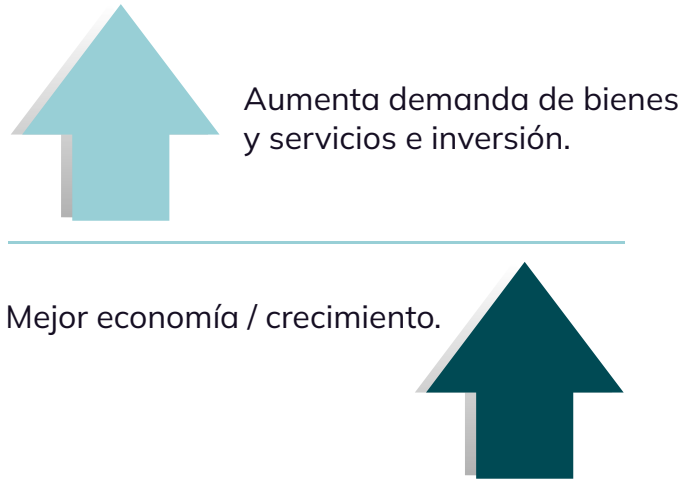 Aumenta demanda de bienes
y servicios e inversión.
Mejor economía / crecimiento.